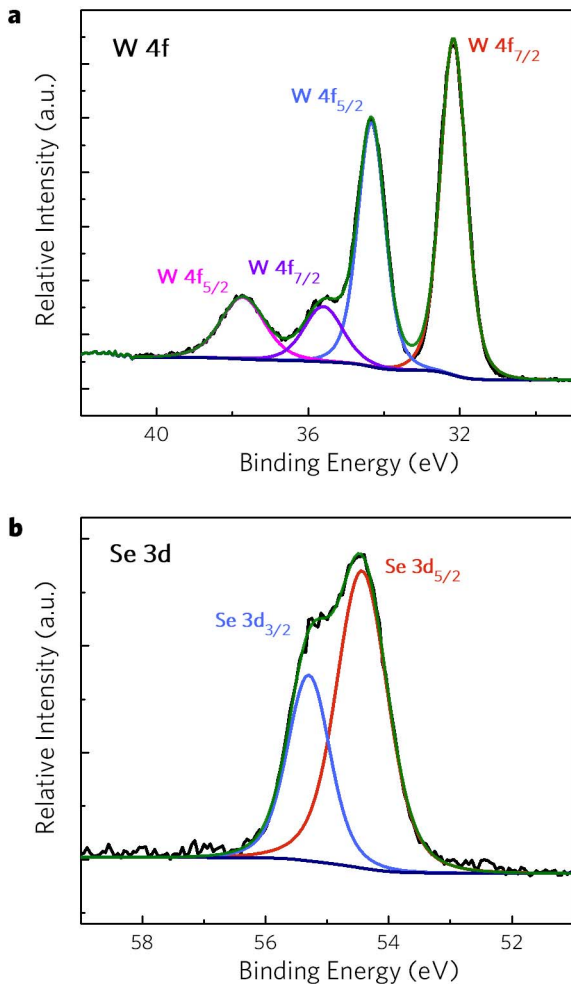 a
W 4f
W 4f7/2
W 4f5/2
W 4f7/2
W 4f5/2
Relative Intensity (a.u.)
40 36 32
Binding Energy (eV)
b
Se 3d
Se 3d5/2
Se 3d3/2
Relative Intensity (a.u.)
58 56 54 52
Binding Energy (eV)